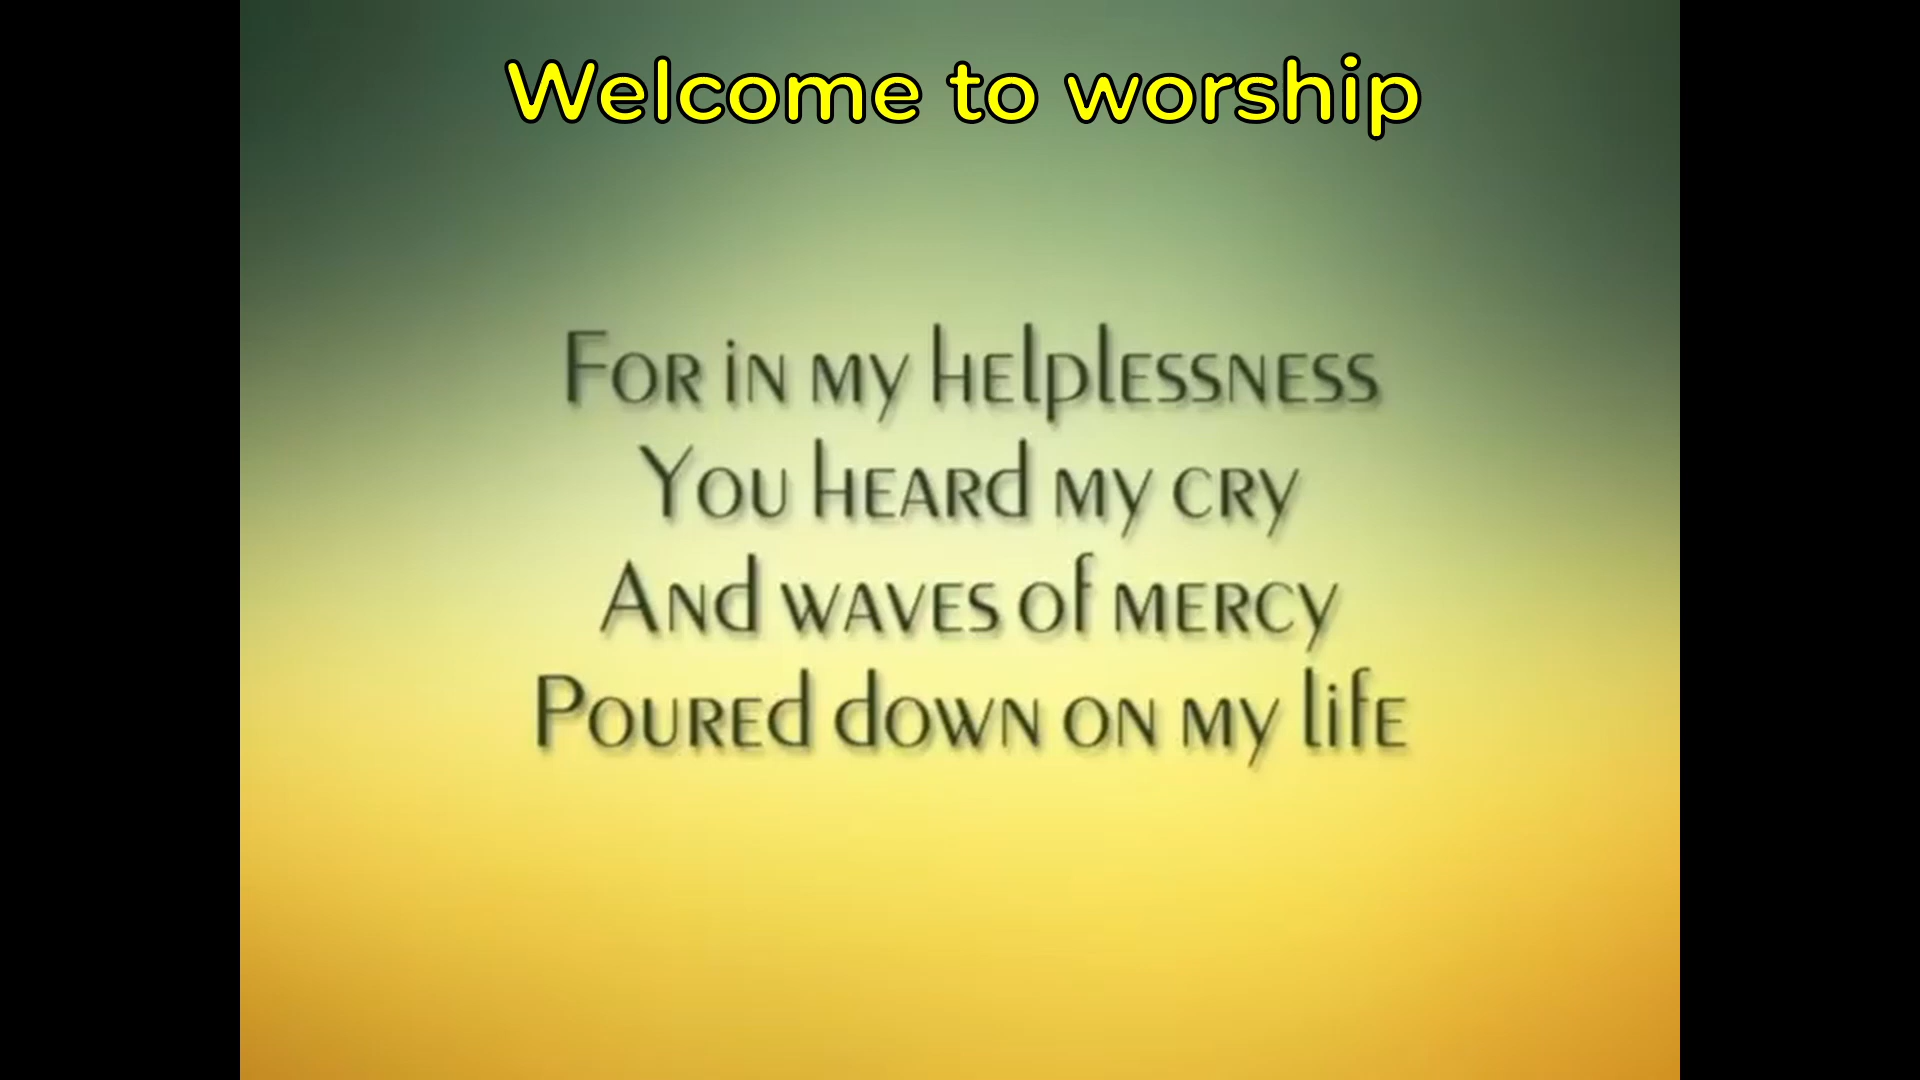 Welcome to worship
For in my helplessness
You heard my cry
And waves of mercy
Poured down on my life